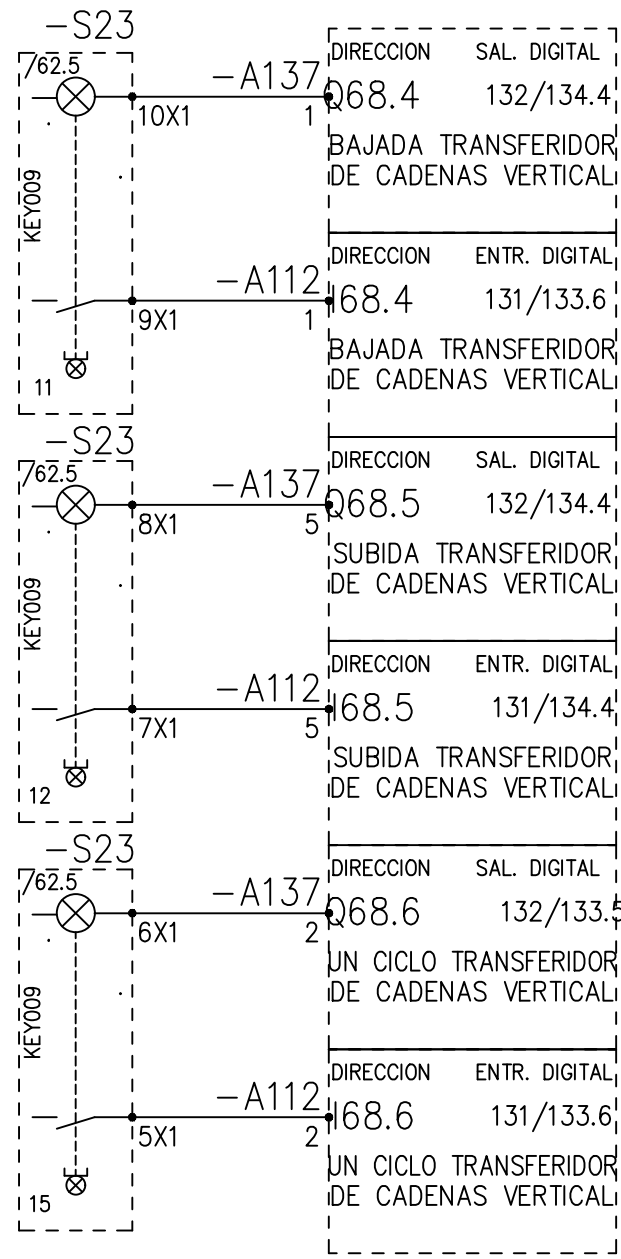 -S23
/62.5
KEY009
11
10X1
-A137
1
DIRECCION SAL. DIGITAL
Q68.4 132/134.4
BAJADA TRANSFERIDOR
DE CADENAS VERTICAL
9X1
-A112
1
DIRECCION ENTR. DIGITAL
I68.4 131/133.6
BAJADA TRANSFERIDOR
DE CADENAS VERTICAL
-S23
/62.5
KEY009
12
8X1
-A137
5
DIRECCION SAL. DIGITAL
Q68.5 132/134.4
SUBIDA TRANSFERIDOR
DE CADENAS VERTICAL
7X1
-A112
5
DIRECCION ENTR. DIGITAL
I68.5 131/134.4
SUBIDA TRANSFERIDOR
DE CADENAS VERTICAL
-S23
/62.5
KEY009
15
6X1
-A137
2
DIRECCION SAL. DIGITAL
Q68.6 132/133.5
UN CICLO TRANSFERIDOR
DE CADENAS VERTICAL
5X1
-A112
2
DIRECCION ENTR. DIGITAL
I68.6 131/133.6
UN CICLO TRANSFERIDOR
DE CADENAS VERTICAL